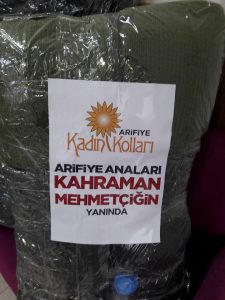 ARİFİYE
Kadın Kolları
ARİFİYE ANALARI
KAHRAMAN
MEHMETÇİĞİN
YANINDA